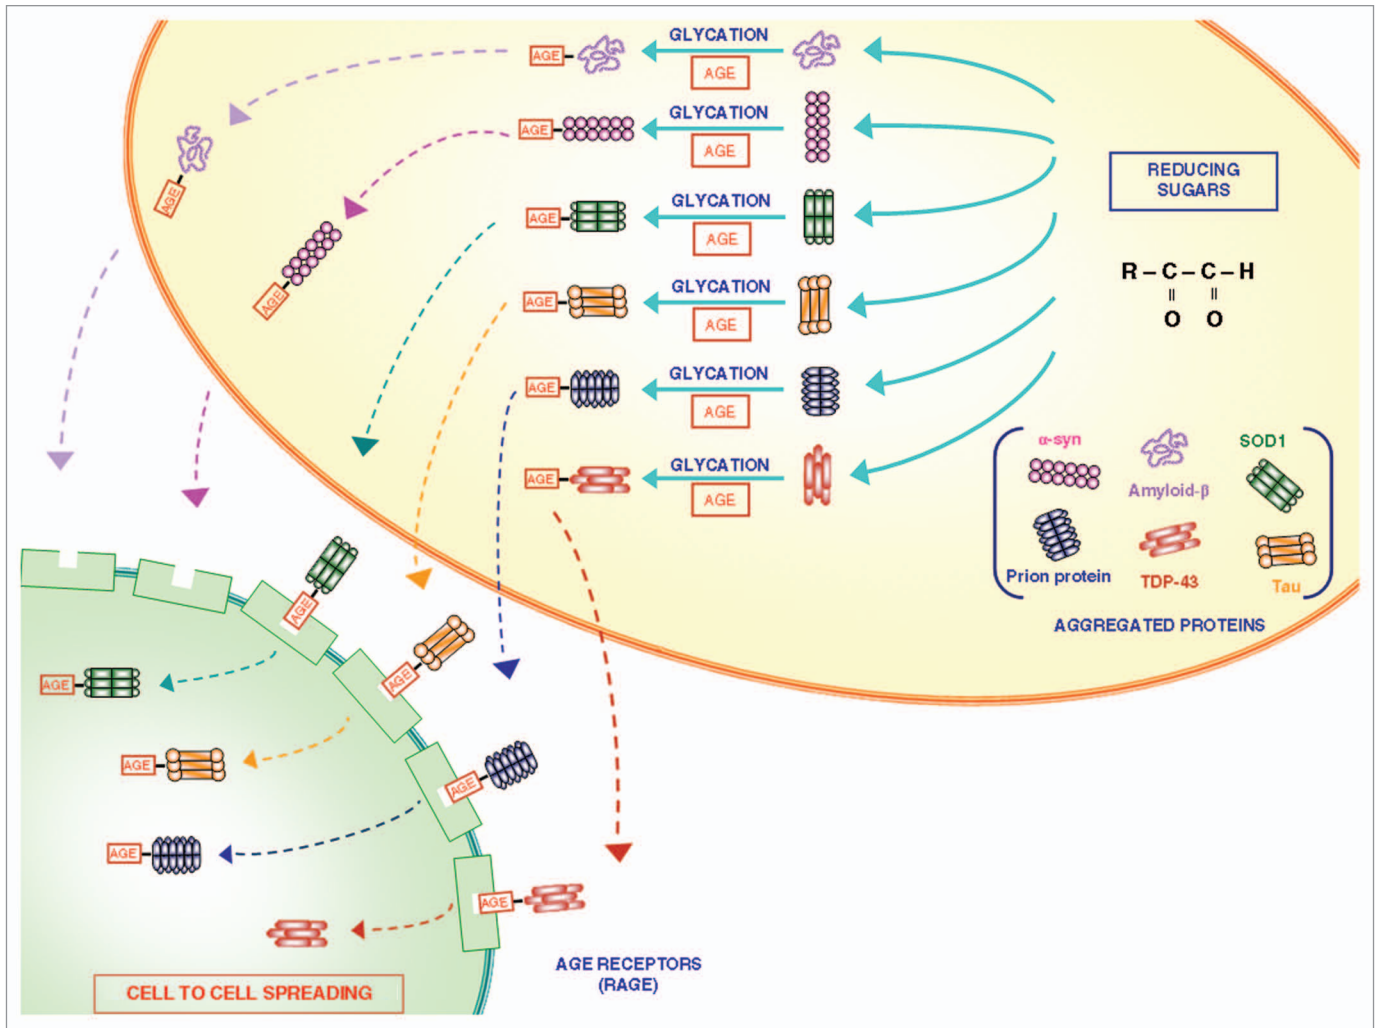 GLYCATION
AGE
AGE
GLYCATION
AGE
AGE
REDUCING
SUGARS
AGE
GLYCATION
AGE
AGE
AGE
R–C–C–H
॥ ॥
O O
GLYCATION
AGE
AGE
AGE
GLYCATION
AGE
AGE
α-syn
Amyloid-β
SOD1
GLYCATION
AGE
AGE
Prion protein
TDP-43
Tau
AGGREGATED PROTEINS
AGE
AGE
AGE
AGE
AGE
AGE
AGE
AGE RECEPTORS
(RAGE)
CELL TO CELL SPREADING